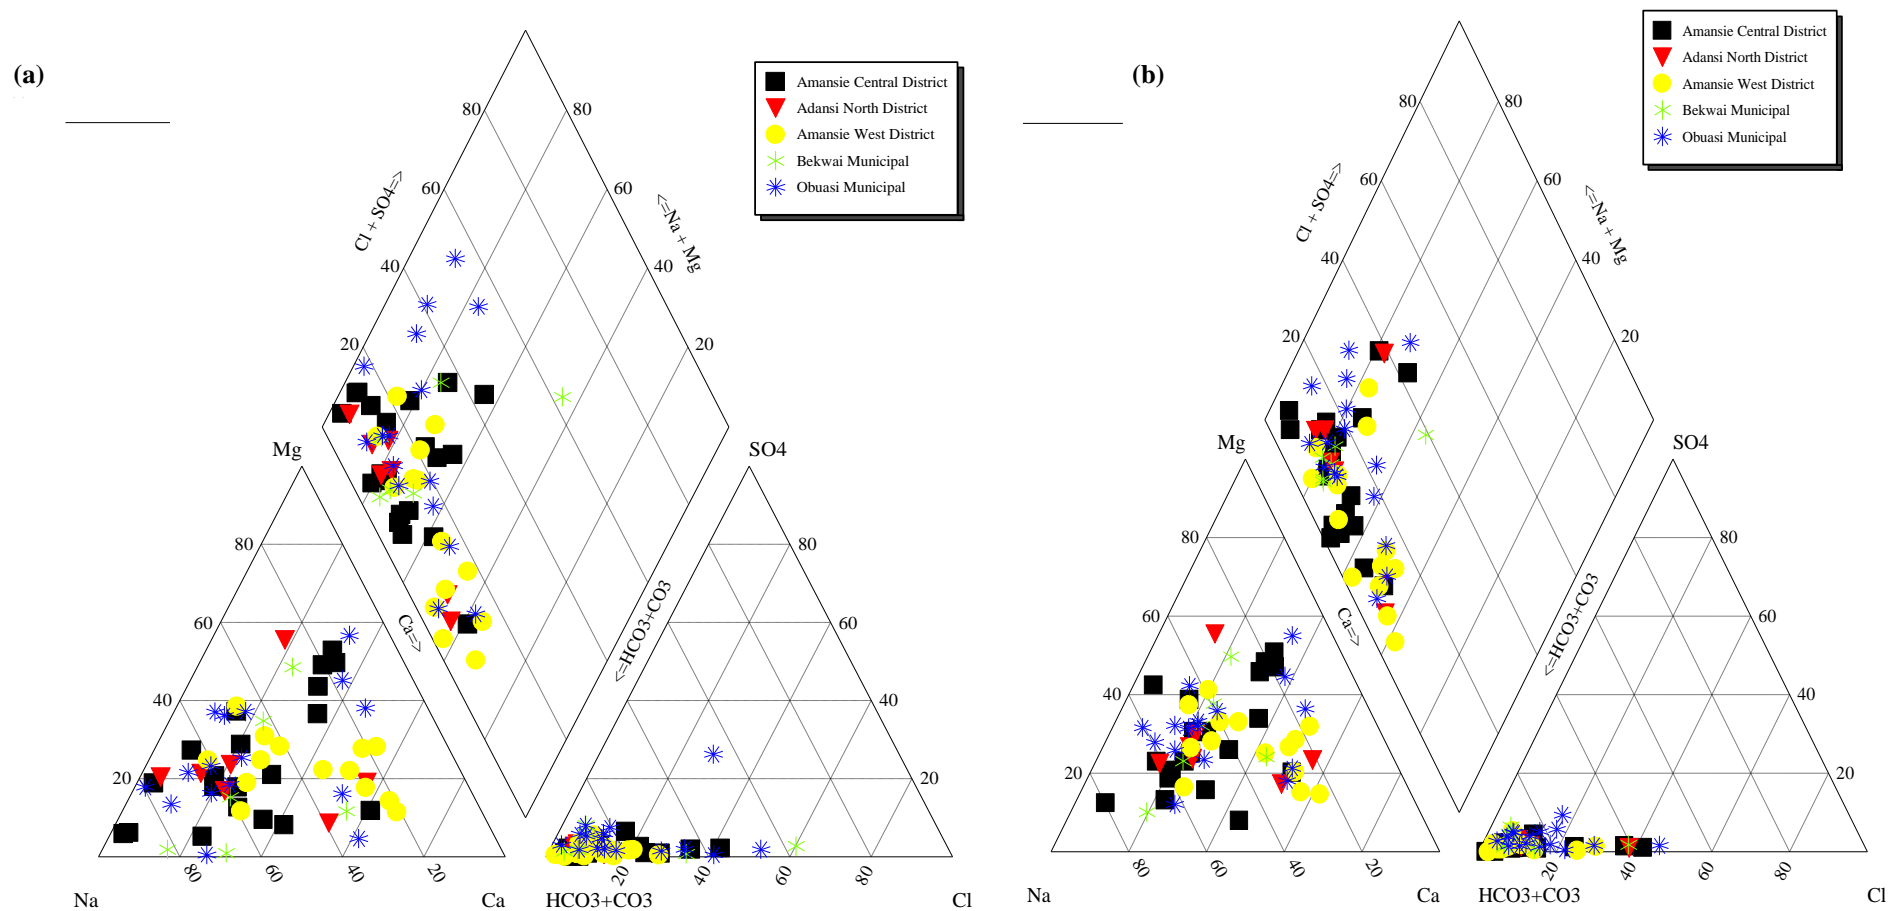 (a)
Amansie Central District
Adansi North District
Amansie West District
Bekwai Municipal
Obuasi Municipal
80 80
60 60
40 40
20 20
Cl + SO4=>
<=Na + Mg
Mg
SO4
Ca=>
<=HCO3+CO3
80 80
60 60
40 40
20 20
80 60 40 20
20 40 60 80
Na Ca HCO3+CO3 Cl
(b)
Amansie Central District
Adansi North District
Amansie West District
Bekwai Municipal
Obuasi Municipal
80 80
60 60
40 40
20 20
Cl + SO4=>
<=Na + Mg
Mg
SO4
Ca=>
<=HCO3+CO3
80 80
60 60
40 40
20 20
80 60 40 20
20 40 60 80
Na Ca HCO3+CO3 Cl